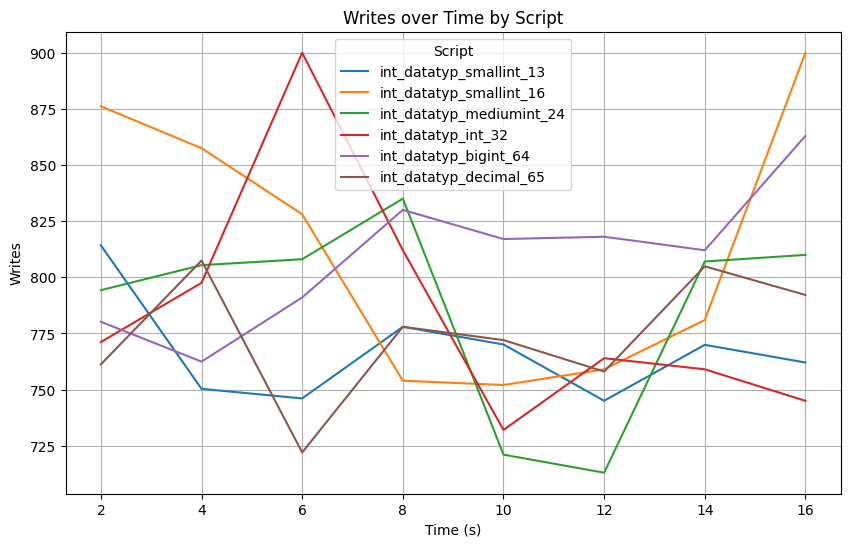 Writes over Time by Script
Writes
900
875
850
825
800
775
750
725
Script
int_datatyp_smallint_13
int_datatyp_smallint_16
int_datatyp_mediumint_24
int_datatyp_int_32
int_datatyp_bigint_64
int_datatyp_decimal_65
2 4 6 8 10 12 14 16
Time (s)